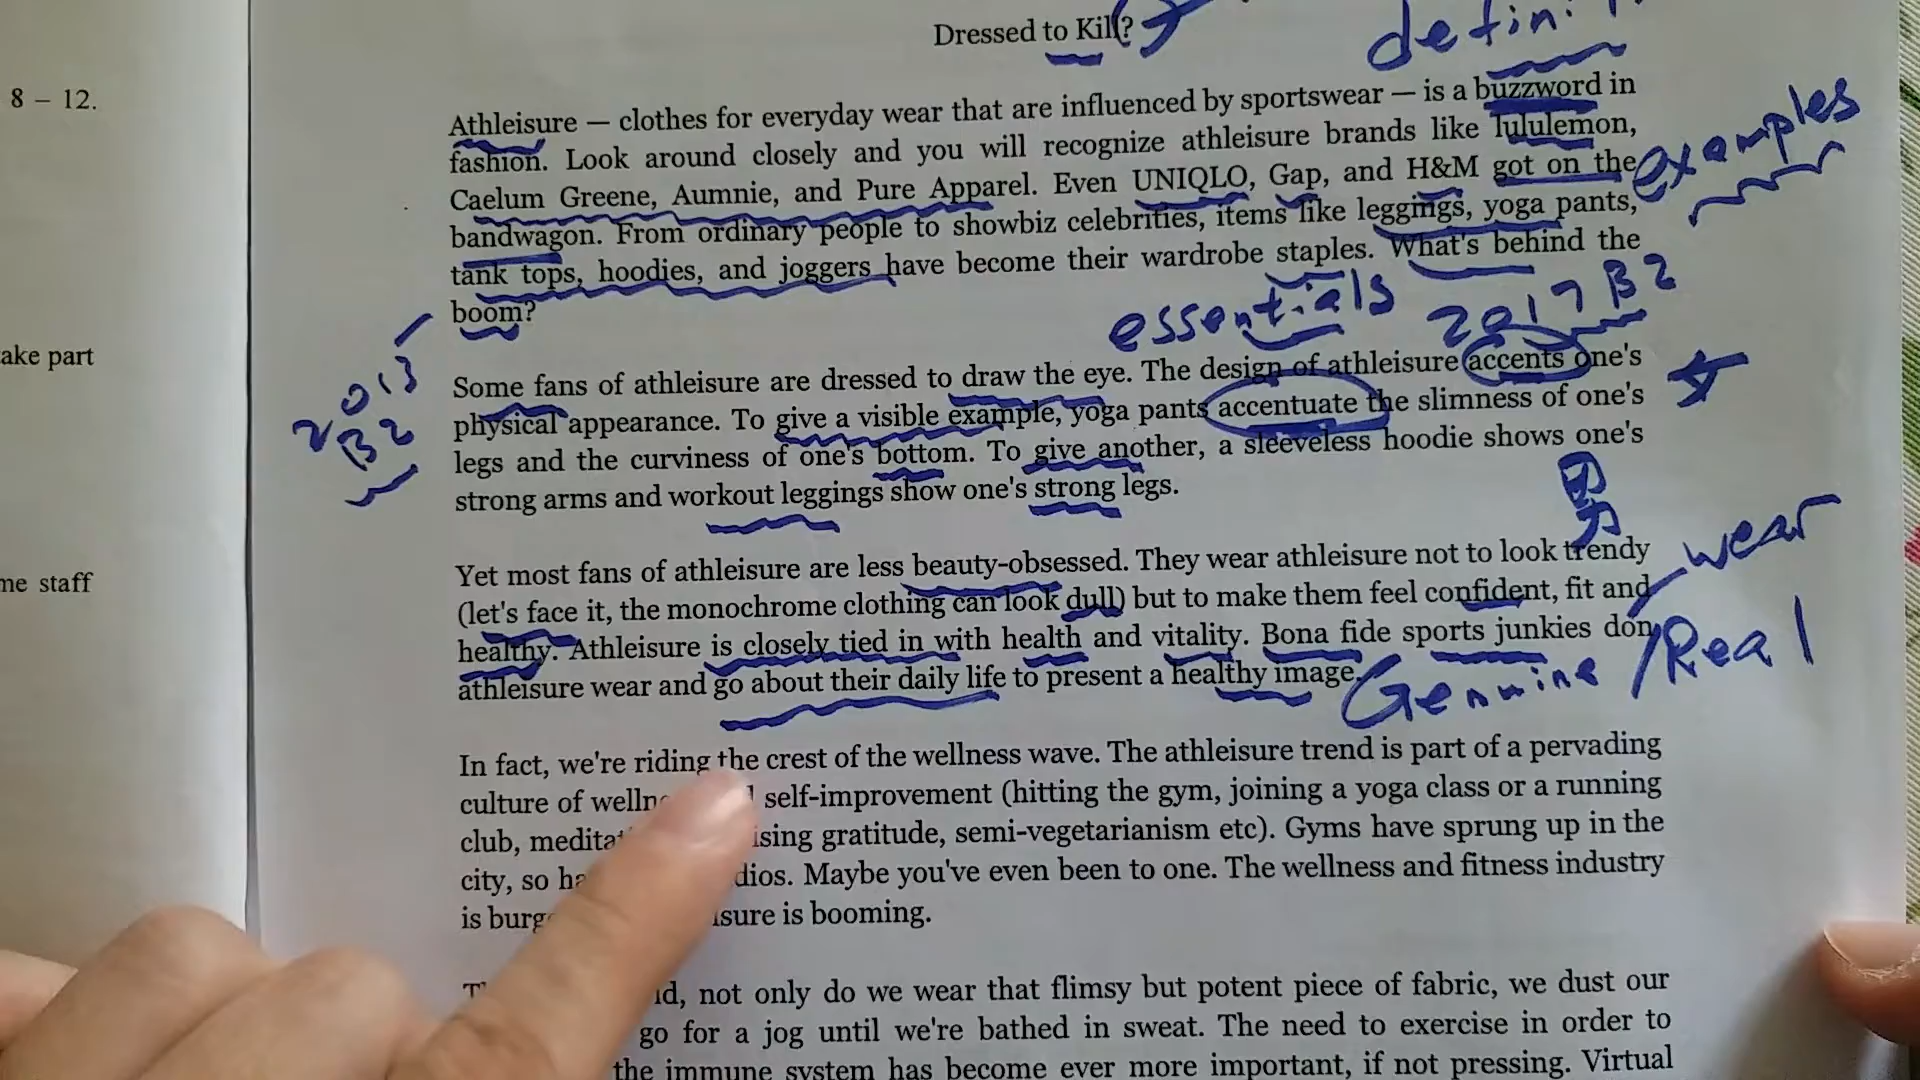 Dressed to Kill?
8 – 12.
Athleisure — clothes for everyday wear that are influenced by sportswear — is a buzzword in
fashion. Look around closely and you will recognize athleisure brands like lululemon,
examples
Caelum Greene, Aumnie, and Pure Apparel. Even UNIQLO, Gap, and H&M got on the
bandwagon. From ordinary people to showbiz celebrities, items like leggings, yoga pants,
tank tops, hoodies, and joggers have become their wardrobe staples. What's behind the
boom?
essentials
2017 B2
ake part
2013
B2
Some fans of athleisure are dressed to draw the eye. The design of athleisure accents one's
physical appearance. To give a visible example, yoga pants accentuate the slimness of one's
legs and the curviness of one's bottom. To give another, a sleeveless hoodie shows one's
strong arms and workout leggings show one's strong legs.
男
wear
me staff
Yet most fans of athleisure are less beauty-obsessed. They wear athleisure not to look trendy
(let's face it, the monochrome clothing can look dull) but to make them feel confident, fit and
healthy. Athleisure is closely tied in with health and vitality. Bona fide sports junkies don
athleisure wear and go about their daily life to present a healthy image.
Genuine / Real
In fact, we're riding the crest of the wellness wave. The athleisure trend is part of a pervading
culture of self-improvement (hitting the gym, joining a yoga class or a running
club, gratitude, semi-vegetarianism etc). Gyms have sprung up in the
city, so Maybe you've even been to one. The wellness and fitness industry
is is booming.
not only do we wear that flimsy but potent piece of fabric, we dust our
go for a jog until we're bathed in sweat. The need to exercise in order to
the immune system has become ever more important, if not pressing. Virtual